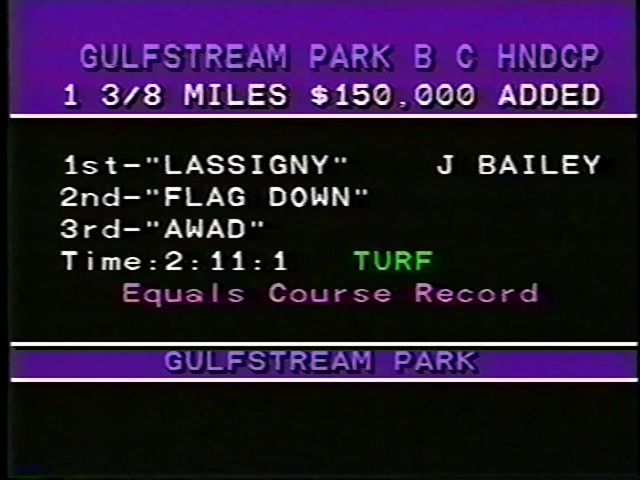 GULFSTREAM PARK B C HNDCP
1 3/8 MILES $150,000 ADDED
1st-"LASSIGNY" J BAILEY
2nd-"FLAG DOWN"
3rd-"AWAD"
Time:2:11:1 TURF
Equals Course Record
GULFSTREAM PARK